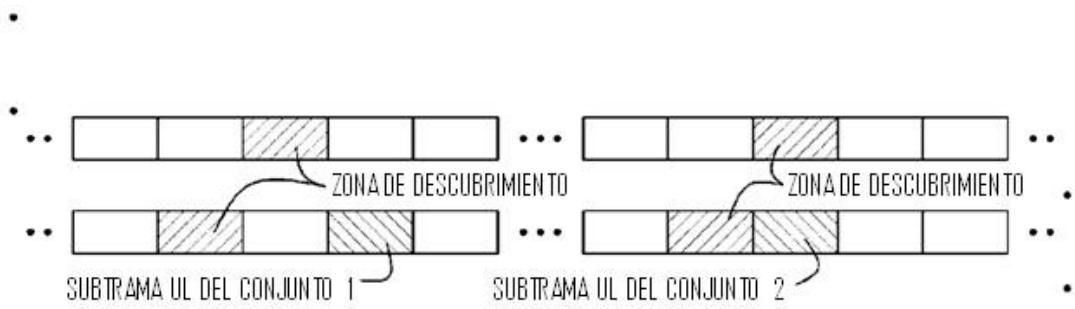 ZONA DE DESCUBRIMIENTO
ZONA DE DESCUBRIMIENTO
SUBTRAMA UL DEL CONJUNTO 1
SUBTRAMA UL DEL CONJUNTO 2